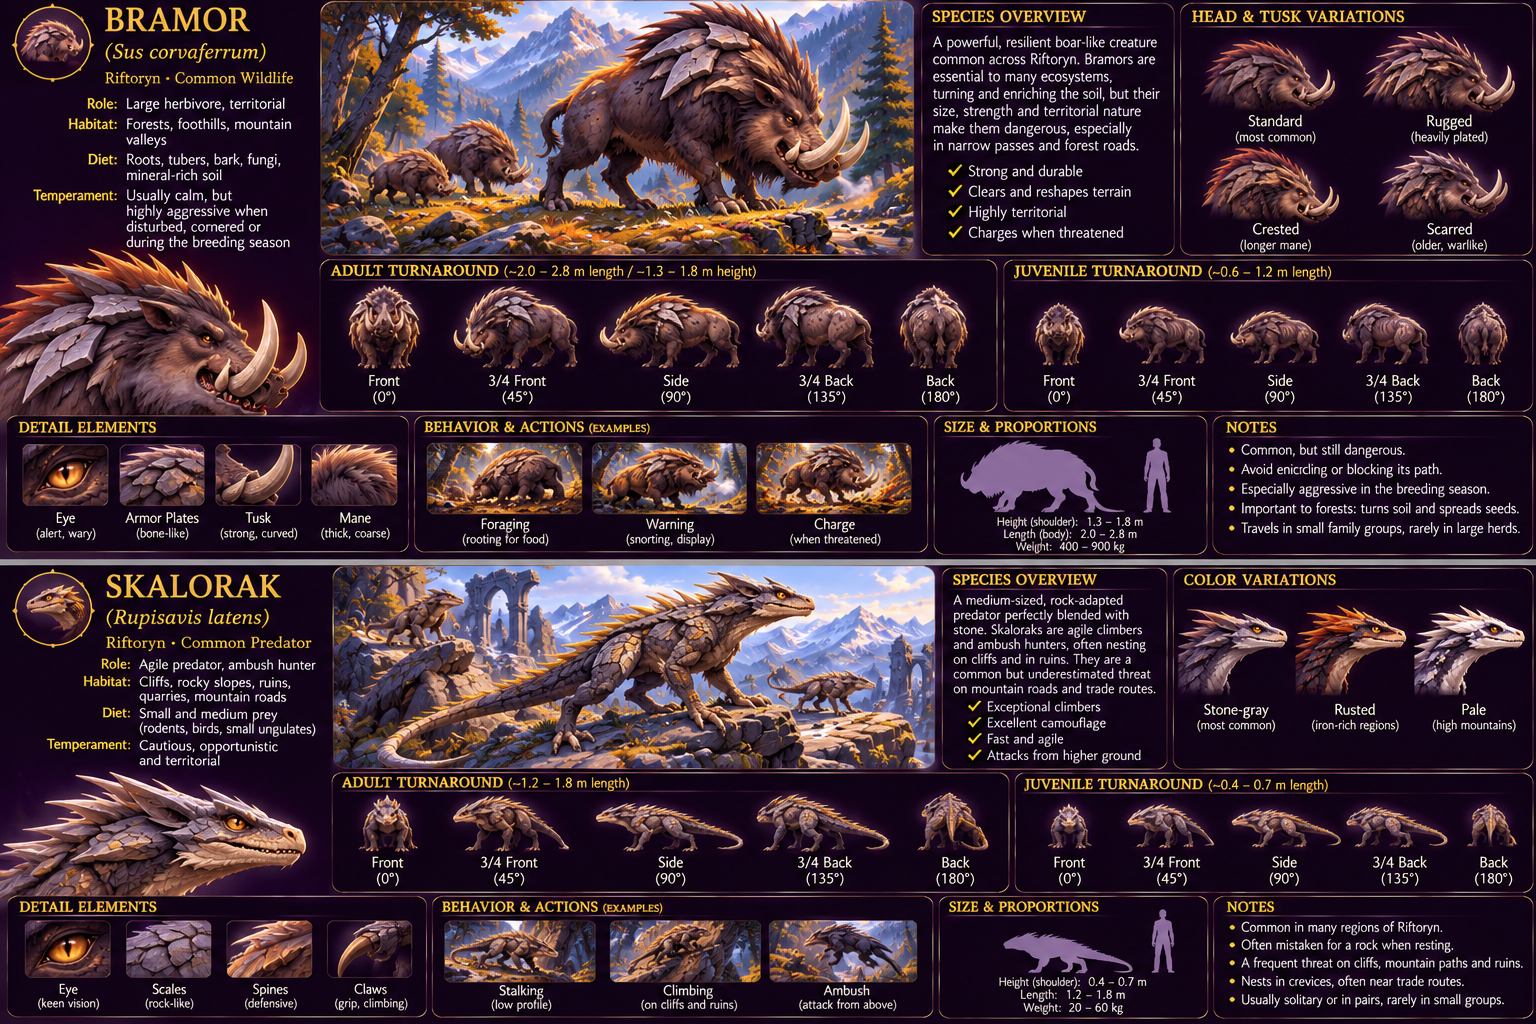 BRAMOR
(Sus corvaferrum)
Riftoryn • Common Wildlife
Role: Large herbivore, territorial
Habitat: Forests, foothills, mountain
valleys
Diet: Roots, tubers, bark, fungi,
mineral-rich soil
Temperament: Usually calm, but
highly aggressive when
disturbed, cornered or
during the breeding season
SPECIES OVERVIEW
A powerful, resilient boar-like creature
common across Riftoryn. Bramors are
essential to many ecosystems,
turning and enriching the soil, but their
size, strength and territorial nature
make them dangerous, especially
in narrow passes and forest roads.
✓ Strong and durable
✓ Clears and reshapes terrain
✓ Highly territorial
✓ Charges when threatened
HEAD & TUSK VARIATIONS
Standard
(most common)
Rugged
(heavily plated)
Crested
(longer mane)
Scarred
(older, warlike)
ADULT TURNAROUND (~2.0 – 2.8 m length / ~1.3 – 1.8 m height)
Front
(0°)
3/4 Front
(45°)
Side
(90°)
3/4 Back
(135°)
Back
(180°)
JUVENILE TURNAROUND (~0.6 – 1.2 m length)
Front
(0°)
3/4 Front
(45°)
Side
(90°)
3/4 Back
(135°)
Back
(180°)
DETAIL ELEMENTS
Eye
(alert, wary)
Armor Plates
(bone-like)
Tusk
(strong, curved)
Mane
(thick, coarse)
BEHAVIOR & ACTIONS (EXAMPLES)
Foraging
(rooting for food)
Warning
(snorting, display)
Charge
(when threatened)
SIZE & PROPORTIONS
Height (shoulder): 1.3 – 1.8 m
Length (body): 2.0 – 2.8 m
Weight: 400 – 900 kg
NOTES
• Common, but still dangerous.
• Avoid enicrcling or blocking its path.
• Especially aggressive in the breeding season.
• Important to forests: turns soil and spreads seeds.
• Travels in small family groups, rarely in large herds.
SKALORAK
(Rupisavis latens)
Riftoryn • Common Predator
Role: Agile predator, ambush hunter
Habitat: Cliffs, rocky slopes, ruins,
quarries, mountain roads
Diet: Small and medium prey
(rodents, birds, small ungulates)
Temperament: Cautious, opportunistic
and territorial
SPECIES OVERVIEW
A medium-sized, rock-adapted
predator perfectly blended with
stone. Skaloraks are agile climbers
and ambush hunters, often nesting
on cliffs and in ruins. They are a
common but underestimated threat
on mountain roads and trade routes.
✓ Exceptional climbers
✓ Excellent camouflage
✓ Fast and agile
✓ Attacks from higher ground
COLOR VARIATIONS
Stone-gray
(most common)
Rusted
(iron-rich regions)
Pale
(high mountains)
ADULT TURNAROUND (~1.2 – 1.8 m length)
Front
(0°)
3/4 Front
(45°)
Side
(90°)
3/4 Back
(135°)
Back
(180°)
JUVENILE TURNAROUND (~0.4 – 0.7 m length)
Front
(0°)
3/4 Front
(45°)
Side
(90°)
3/4 Back
(135°)
Back
(180°)
DETAIL ELEMENTS
Eye
(keen vision)
Scales
(rock-like)
Spines
(defensive)
Claws
(grip, climbing)
BEHAVIOR & ACTIONS (EXAMPLES)
Stalking
(low profile)
Climbing
(on cliffs and ruins)
Ambush
(attack from above)
SIZE & PROPORTIONS
Height (shoulder): 0.4 – 0.7 m
Length: 1.2 – 1.8 m
Weight: 20 – 60 kg
NOTES
• Common in many regions of Riftoryn.
• Often mistaken for a rock when resting.
• A frequent threat on cliffs, mountain paths and ruins.
• Nests in crevices, often near trade routes.
• Usually solitary or in pairs, rarely in small groups.